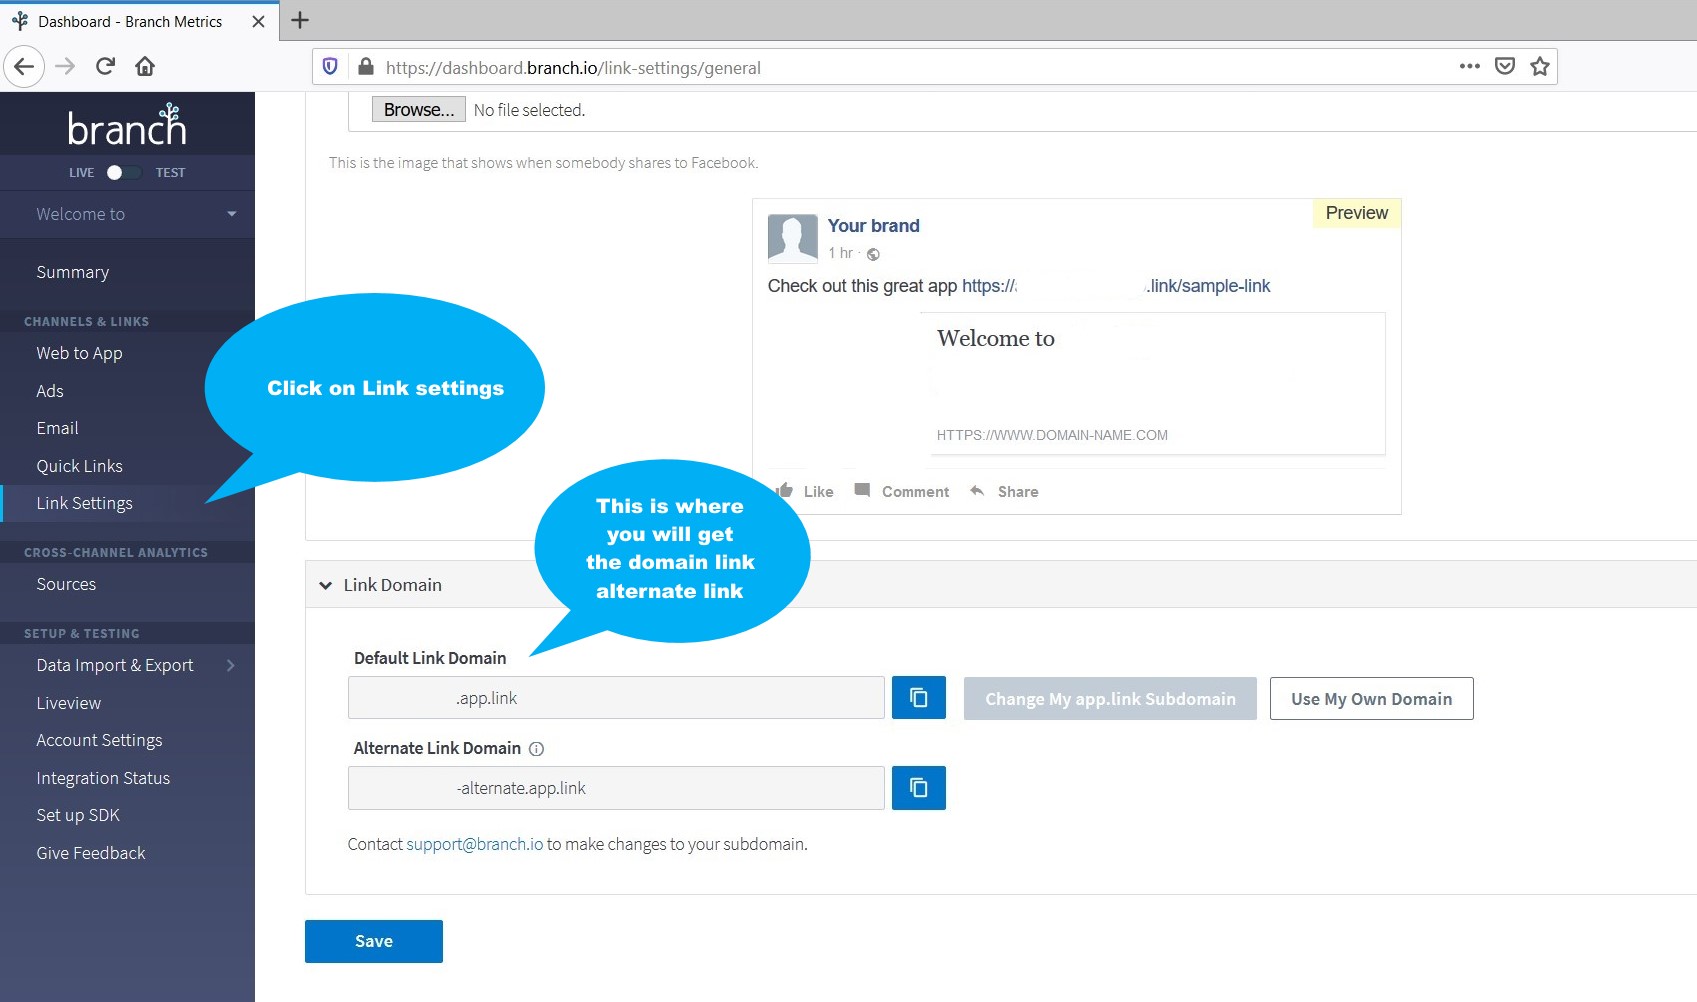 Dashboard - Branch Metrics
https://dashboard.branch.io/link-settings/general
branch
LIVE TEST
Welcome to
Summary
CHANNELS & LINKS
Web to App
Ads
Email
Quick Links
Link Settings
CROSS-CHANNEL ANALYTICS
Sources
SETUP & TESTING
Data Import & Export
Liveview
Account Settings
Integration Status
Set up SDK
Give Feedback
Browse... No file selected.
This is the image that shows when somebody shares to Facebook.
Preview
Your brand
1 hr ·
Check out this great app https:// .link/sample-link
Welcome to
HTTPS://WWW.DOMAIN-NAME.COM
Like Comment Share
Click on Link settings
This is where
you will get
the domain link
alternate link
Link Domain
Default Link Domain
.app.link
Change My app.link Subdomain
Use My Own Domain
Alternate Link Domain
-alternate.app.link
Contact support@branch.io to make changes to your subdomain.
Save